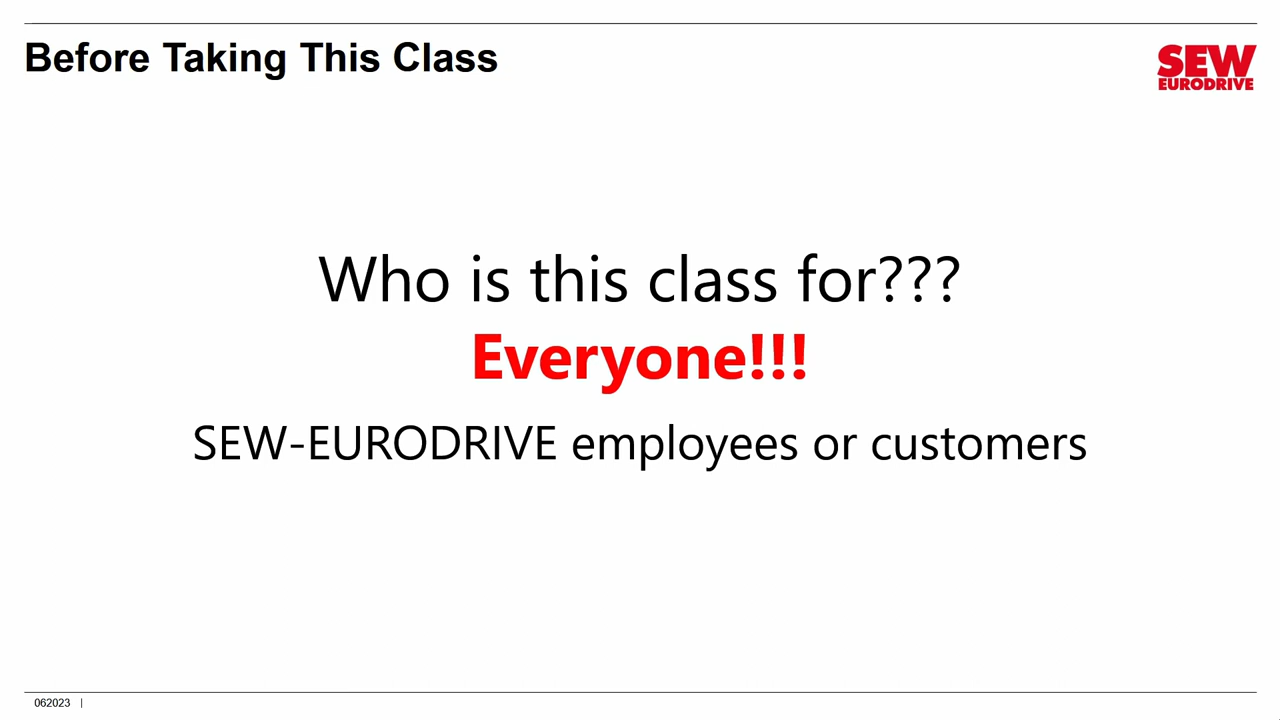 Before Taking This Class
SEW
EURODRIVE
Who is this class for???
Everyone!!!
SEW-EURODRIVE employees or customers
062023 |